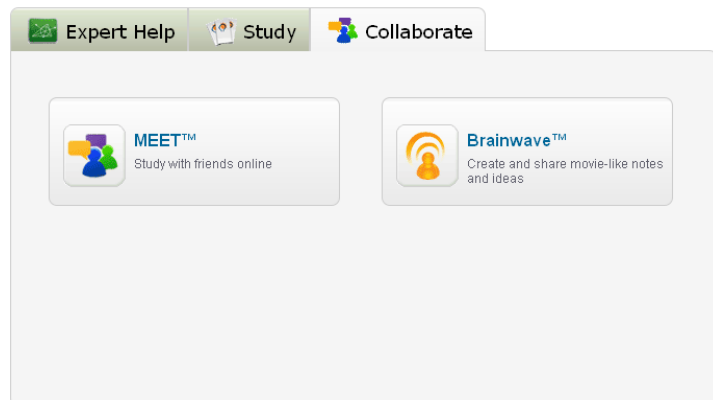 Expert Help
Study
Collaborate
MEET™
Study with friends online
Brainwave™
Create and share movie-like notes
and ideas